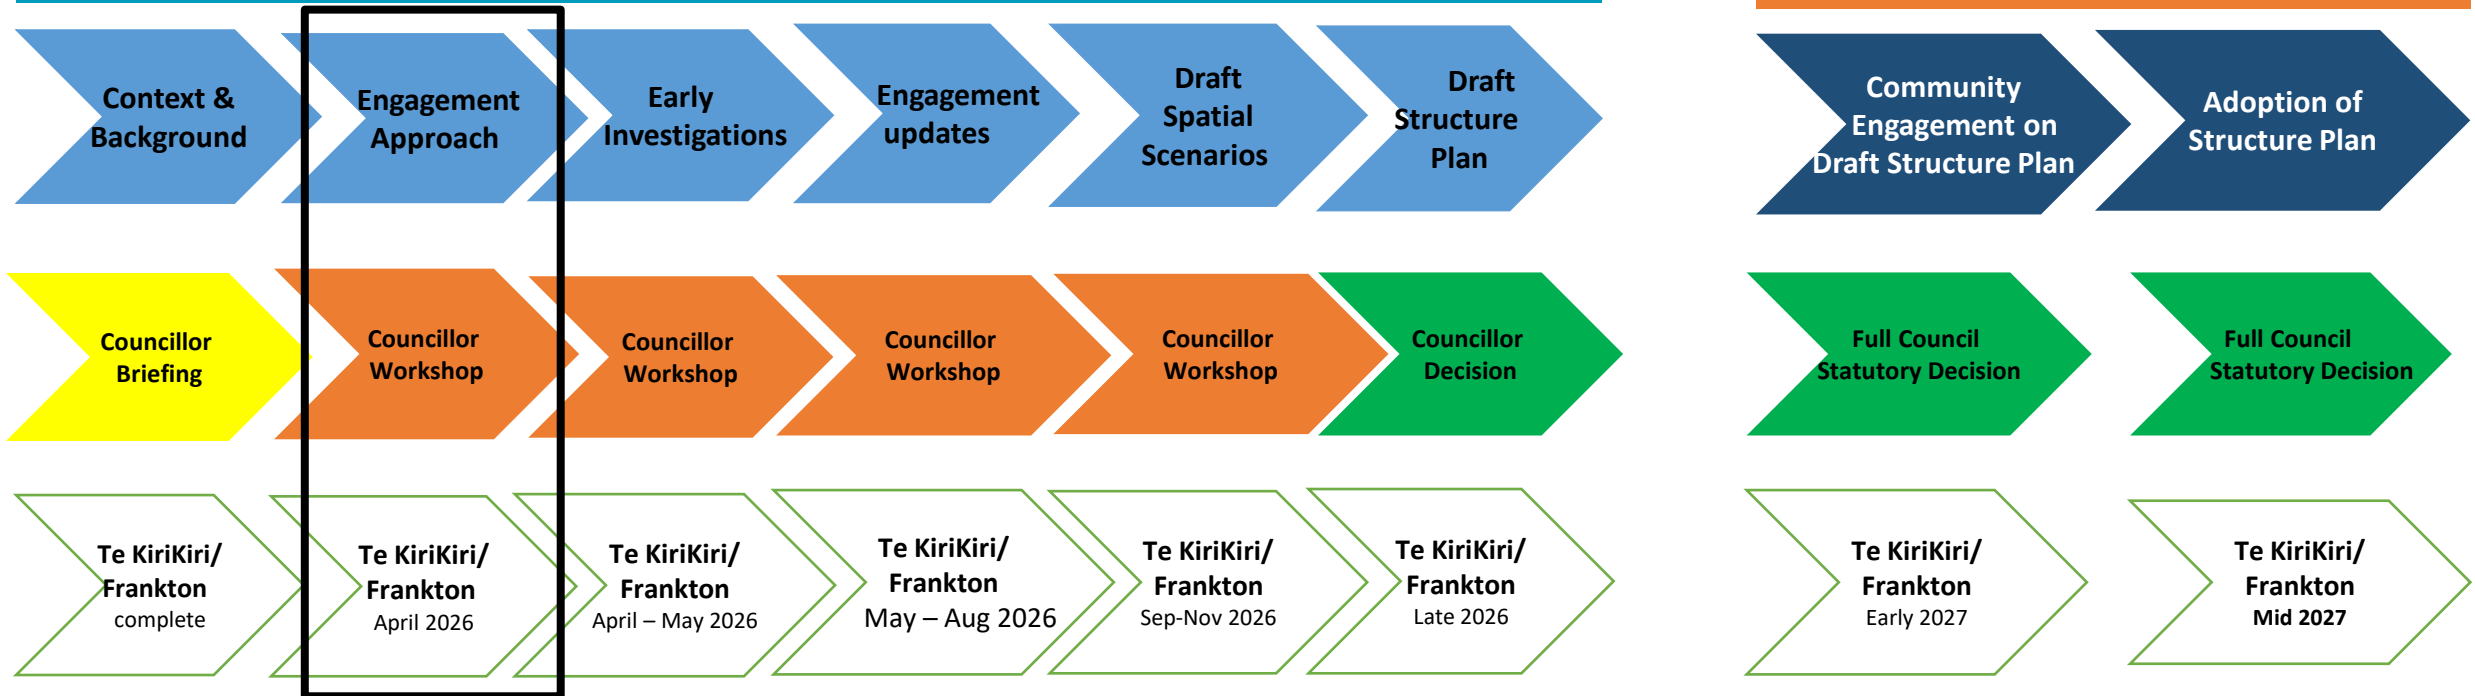 Context &
Background
Engagement
Approach
Early
Investigations
Engagement
updates
Draft
Spatial
Scenarios
Draft
Structure
Plan
Community
Engagement on
Draft Structure Plan
Adoption of
Structure Plan
Councillor
Briefing
Councillor
Workshop
Councillor
Workshop
Councillor
Workshop
Councillor
Workshop
Councillor
Decision
Full Council
Statutory Decision
Full Council
Statutory Decision
Te KiriKiri/
Frankton
complete
Te KiriKiri/
Frankton
April 2026
Te KiriKiri/
Frankton
April – May 2026
Te KiriKiri/
Frankton
May – Aug 2026
Te KiriKiri/
Frankton
Sep-Nov 2026
Te KiriKiri/
Frankton
Late 2026
Te KiriKiri/
Frankton
Early 2027
Te KiriKiri/
Frankton
Mid 2027